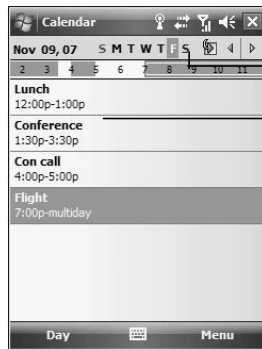 Calendar
Nov 09, 07 S M T W T F S
2 3 4 5 6 7 8 9 10 11
Lunch
12:00p-1:00p
Conference
1:30p-3:30p
Con call
4:00p-5:00p
Flight
7:00p-multiday
Day Menu